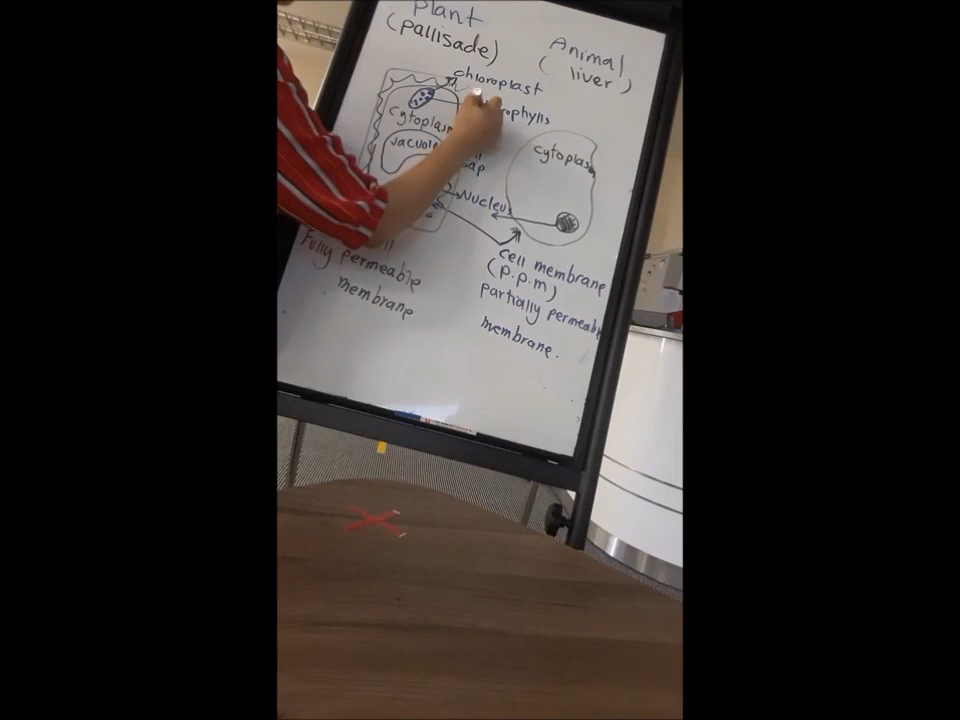 plant
(pallisade)
Animal
( liver )
chloroplast
cytoplasm
vacuole
Nucleus
cytoplasm
Fully permeable
membrane
cell membrane
(p.p.m)
partially permeable
membrane.